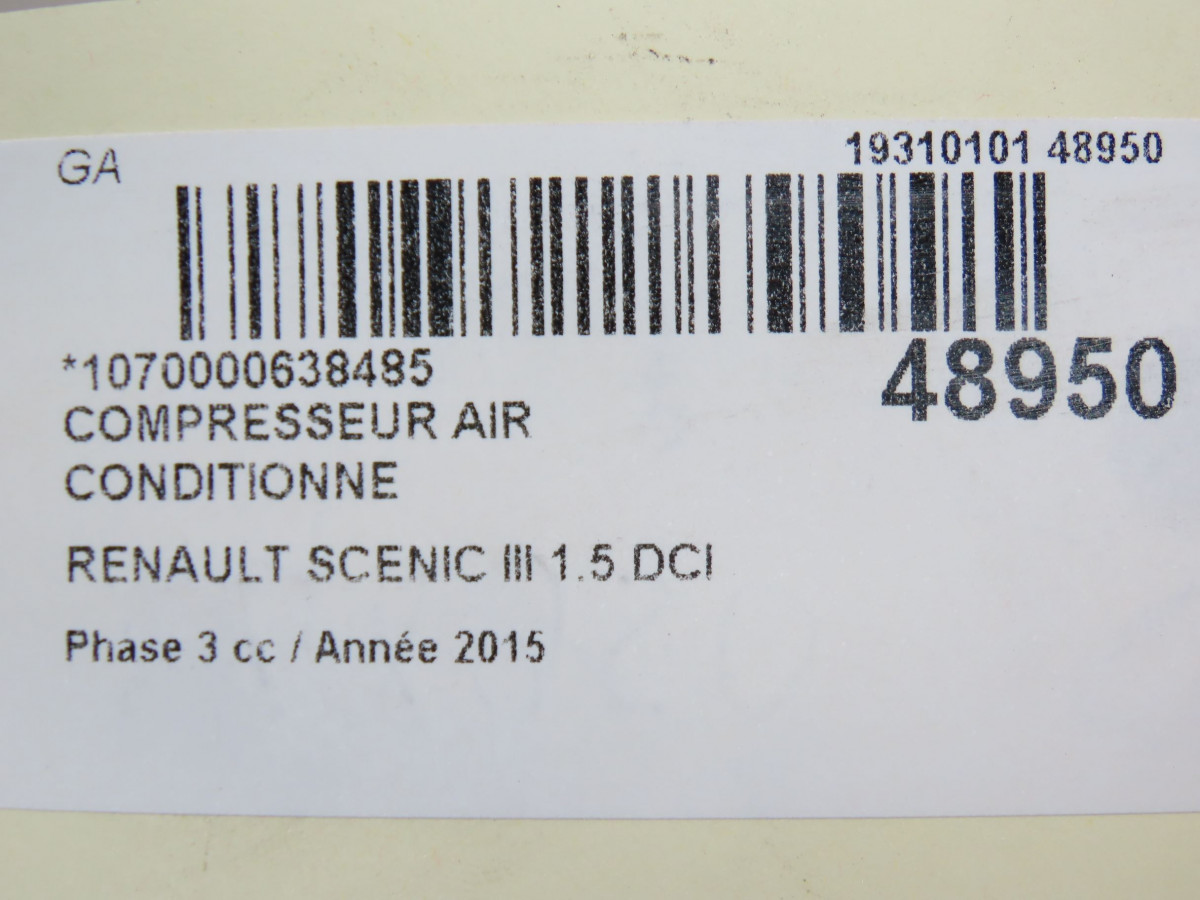 GA
19310101 48950
*1070000638485
48950
COMPRESSEUR AIR
CONDITIONNE
RENAULT SCENIC III 1.5 DCI
Phase 3 cc / Année 2015